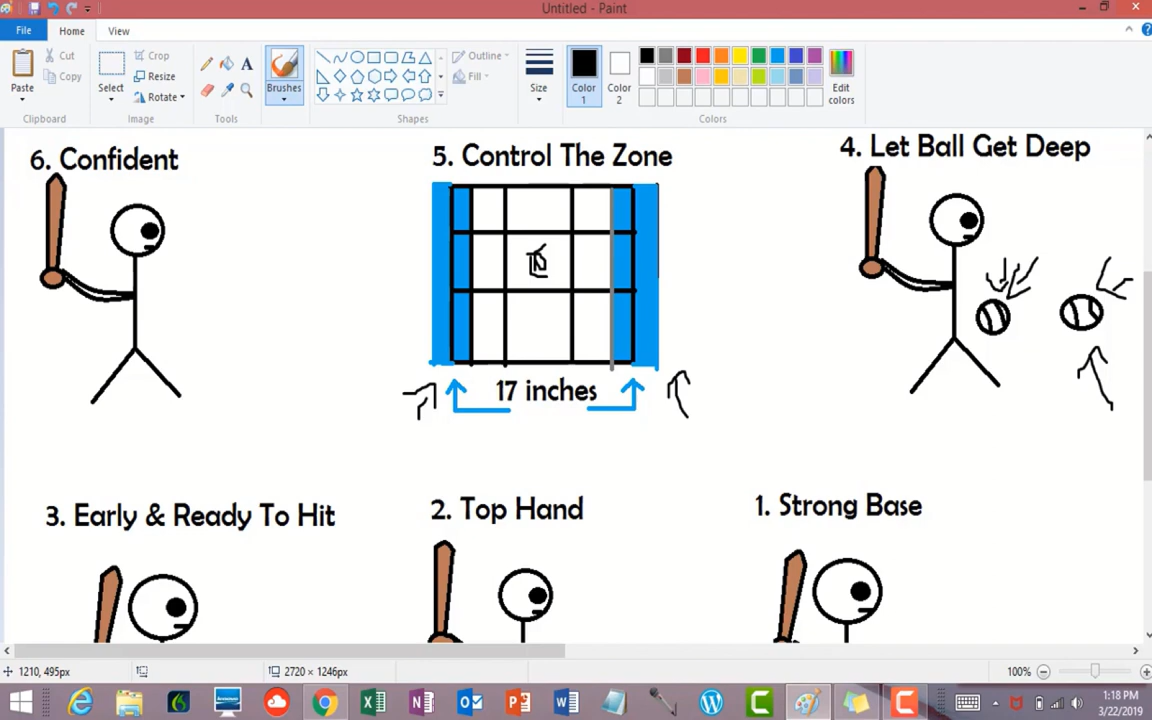 Untitled - Paint
File Home View
Paste
Cut
Copy
Clipboard
Select
Crop
Resize
Rotate
Image
Tools
Brushes
Shapes
Outline
Fill
Size
Color 1
Color 2
Edit colors
Colors
6. Confident
5. Control The Zone
4. Let Ball Get Deep
17 inches
3. Early & Ready To Hit
2. Top Hand
1. Strong Base
1210, 495px
2720 × 1246px
100%
1:18 PM
3/22/2019